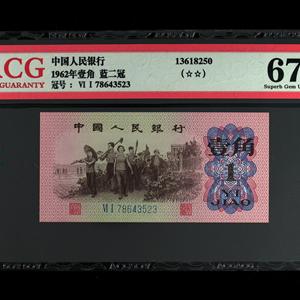 ACG
GUARANTY
中国人民银行
1962年壹角 蓝二冠
冠号：VI I 78643523
13618250
(☆☆)
67
Superb Gem U
中国人民银行
VI I 78643523
壹角
1
YI
JIAO